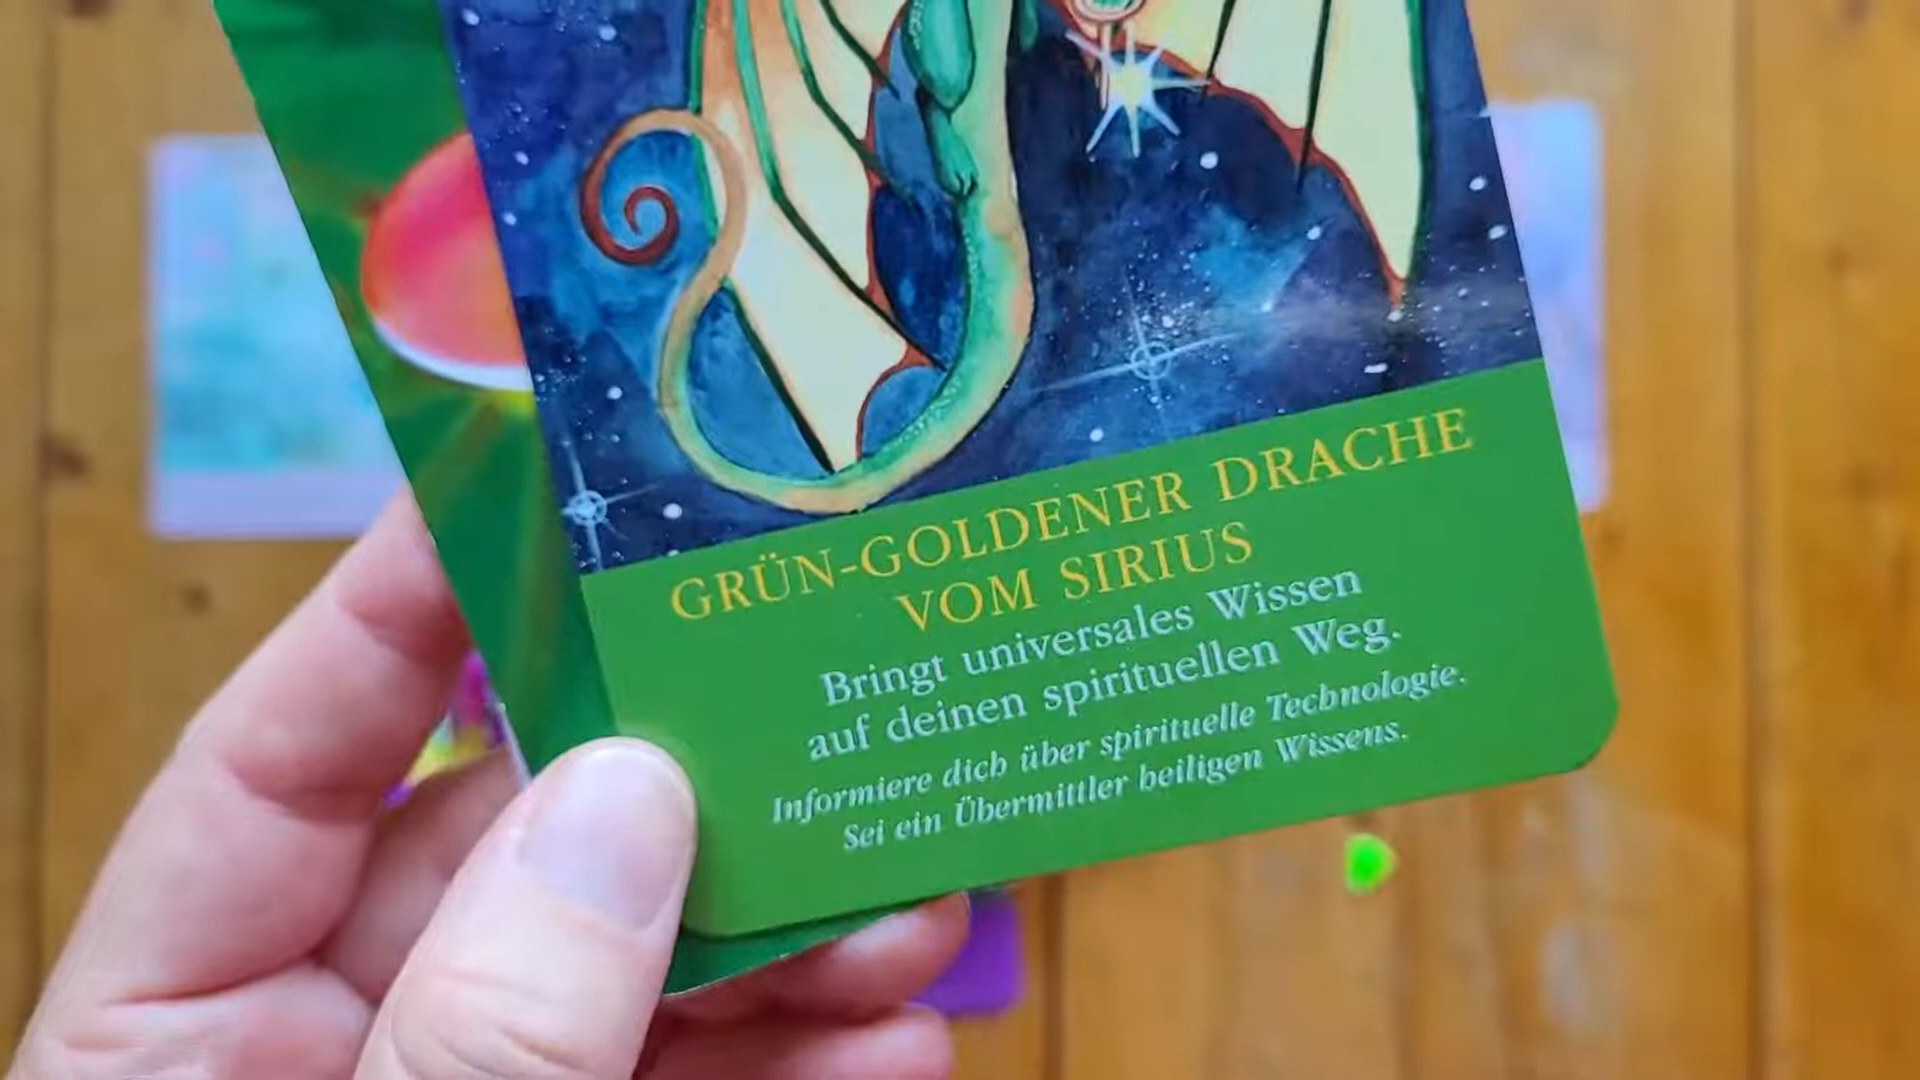 GRÜN-GOLDENER DRACHE
VOM SIRIUS
Bringt universales Wissen
auf deinen spirituellen Weg.
Informiere dich über spirituelle Technologie.
Sei ein Übermittler heiligen Wissens.